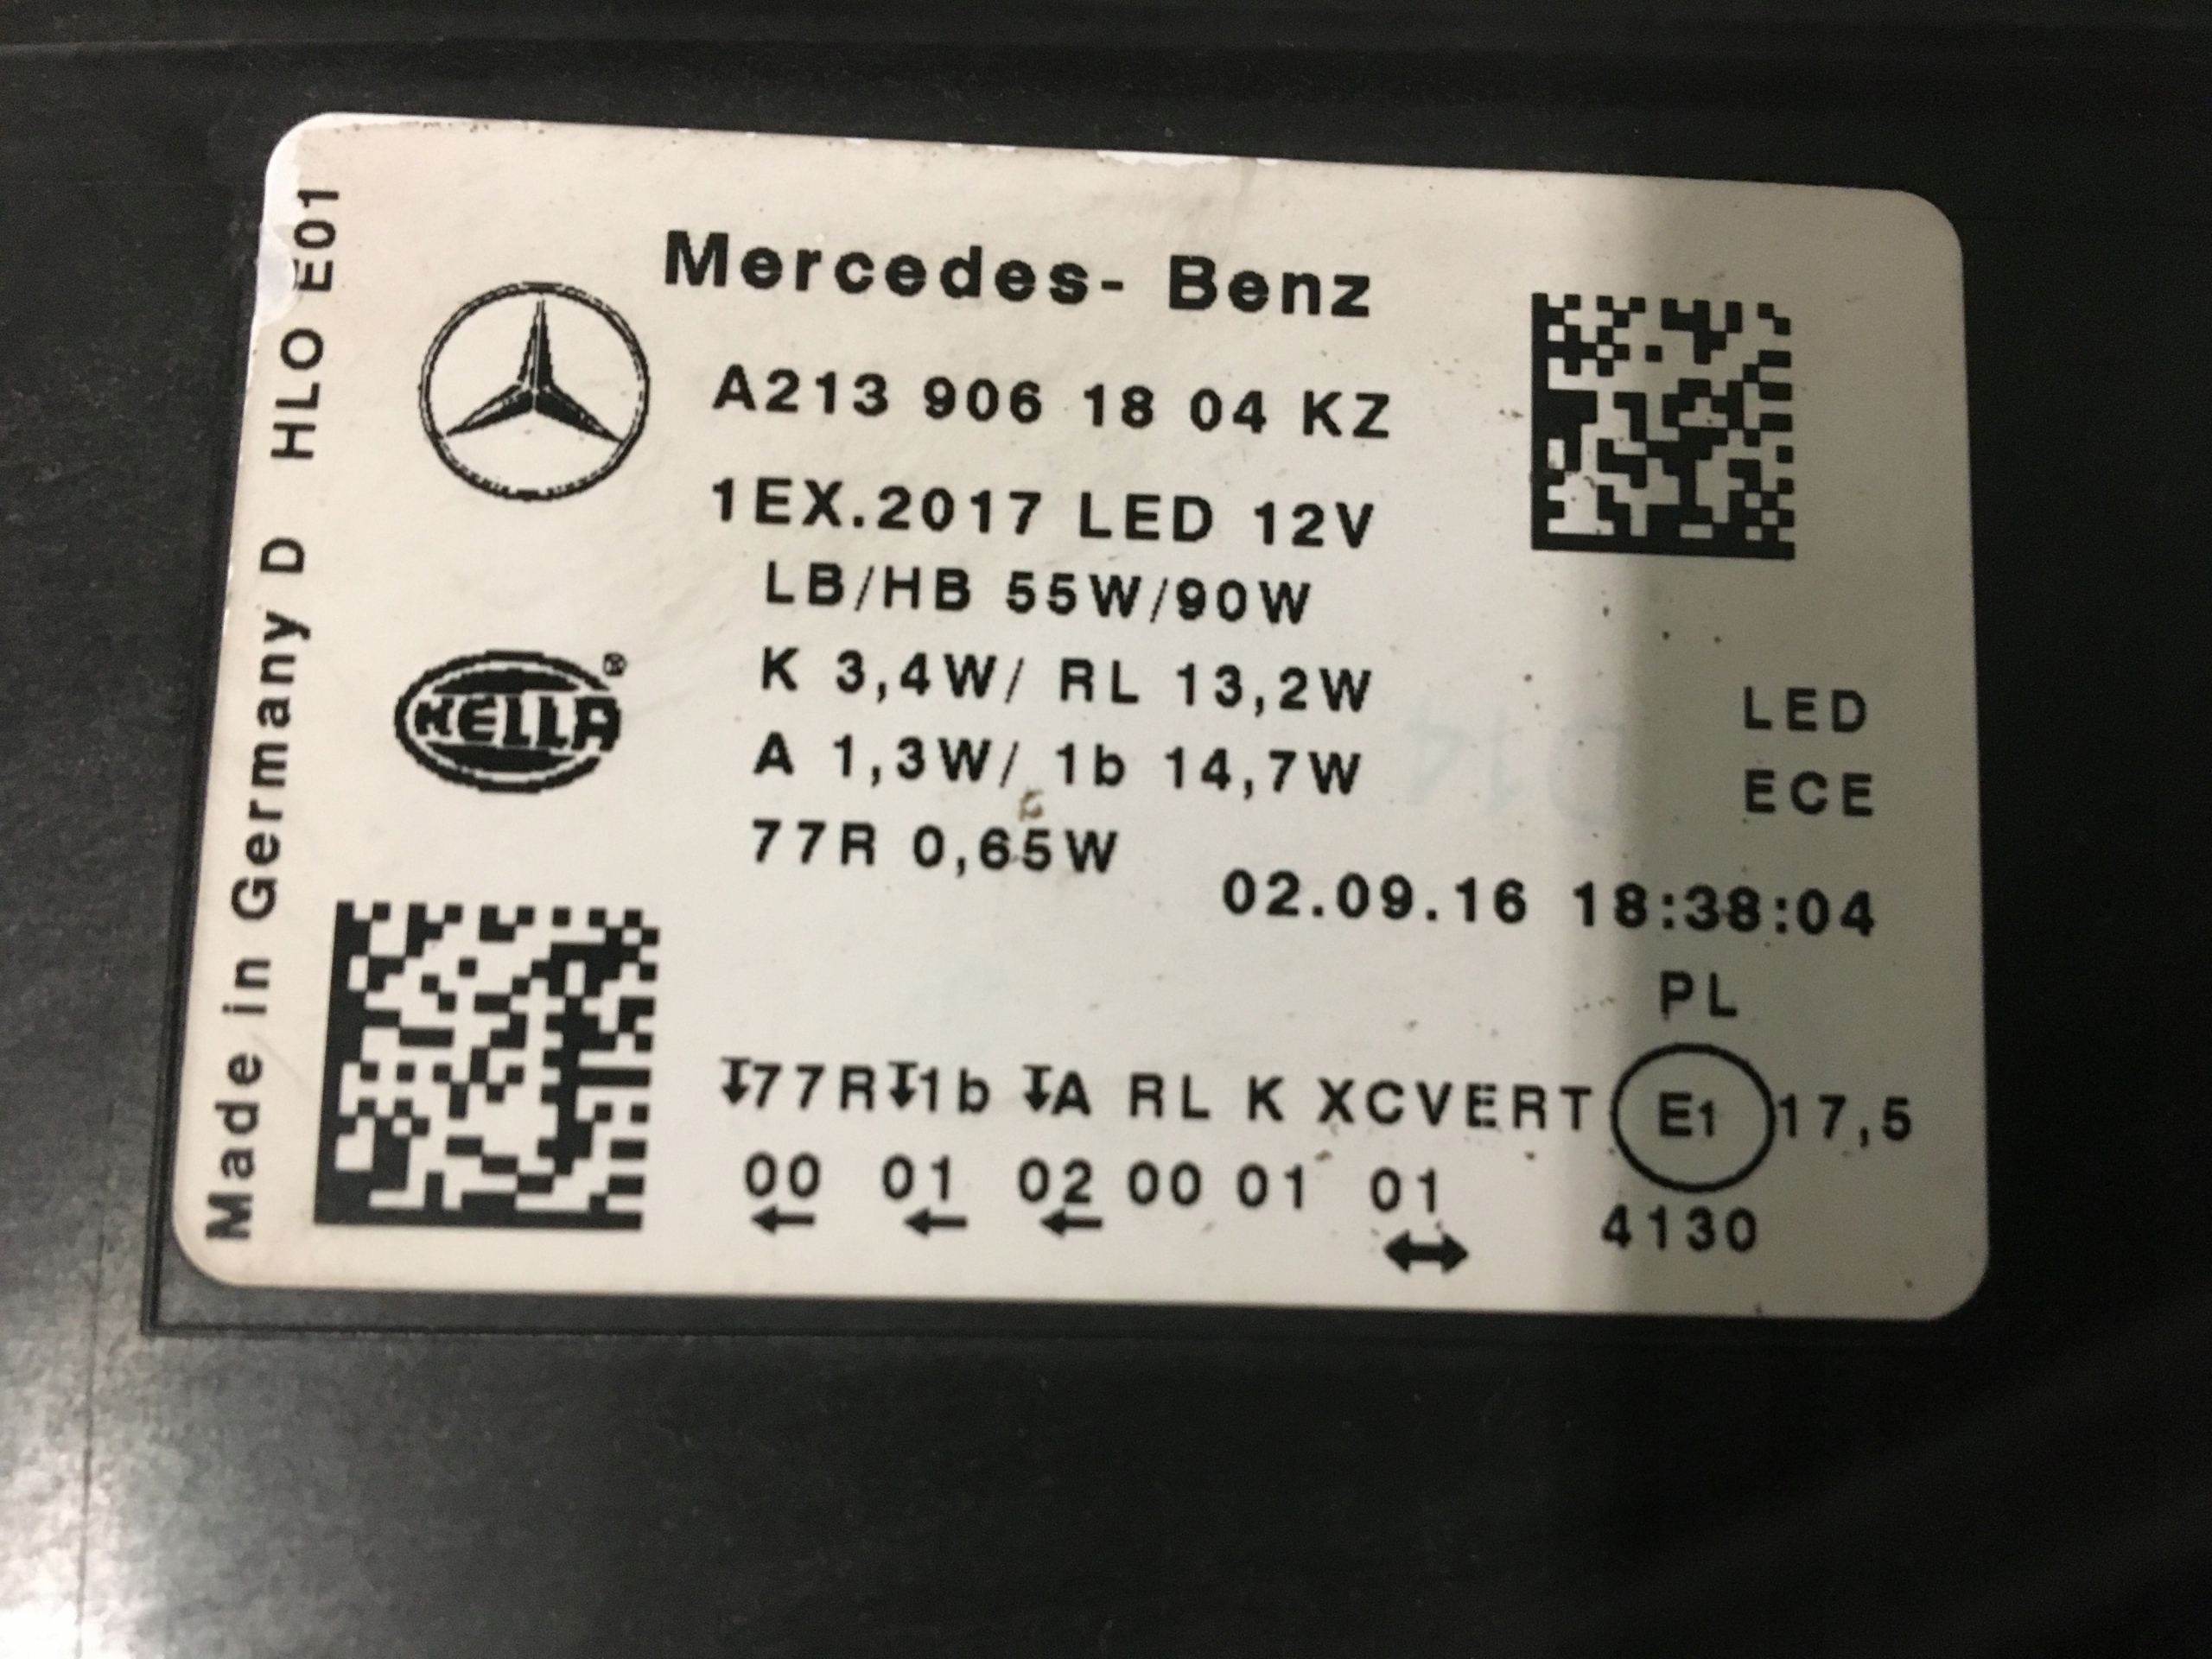 Made in Germany D HLO E01
Mercedes- Benz
A213 906 18 04 KZ
1EX.2017 LED 12V
LB/HB 55W/90W
K 3,4W/ RL 13,2W
A 1,3W/ 1b 14,7W
77R 0,65W
HELLA®
LED
ECE
02.09.16 18:38:04
PL
↧77R↧1b ↧A RL K XCVERT E1 17,5
00 01 02 00 01 01
← ← ← ↔
4130